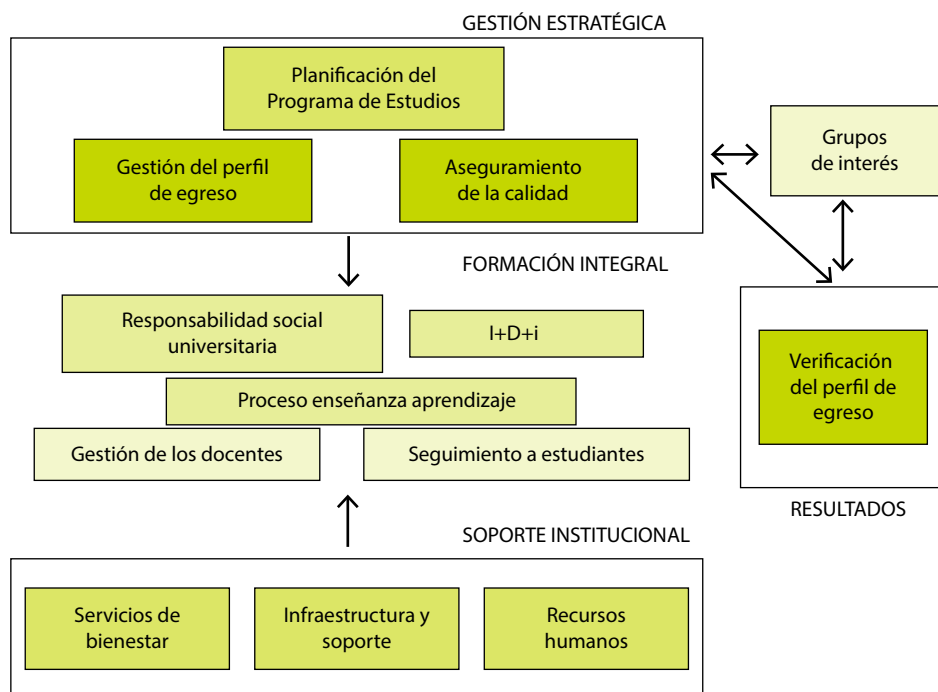 GESTIÓN ESTRATÉGICA
Planificación del
Programa de Estudios
Gestión del perfil
de egreso
Aseguramiento
de la calidad
Grupos
de interés
FORMACIÓN INTEGRAL
Responsabilidad social
universitaria
I+D+i
Proceso enseñanza aprendizaje
Gestión de los docentes
Seguimiento a estudiantes
Verificación
del perfil de
egreso
RESULTADOS
SOPORTE INSTITUCIONAL
Servicios de
bienestar
Infraestructura y
soporte
Recursos
humanos